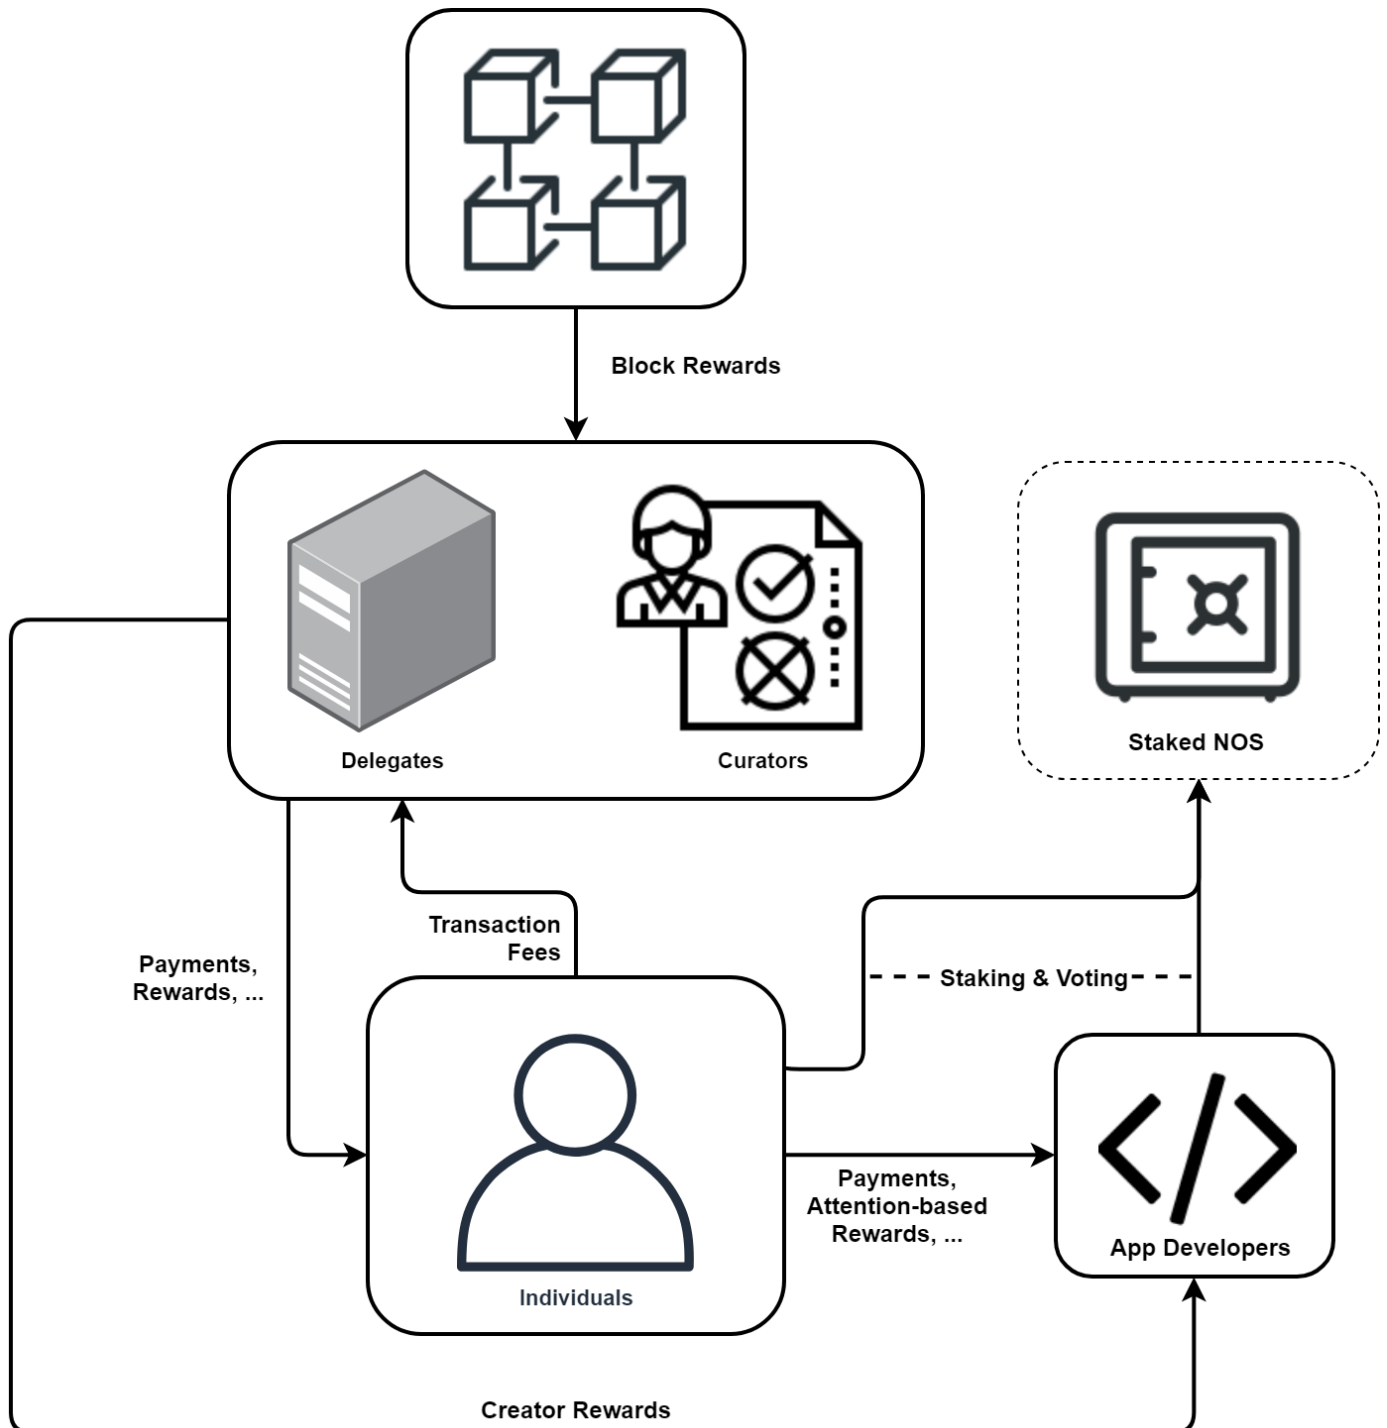 Block Rewards
Delegates
Curators
Staked NOS
Transaction
Fees
Payments,
Rewards, ...
Staking & Voting
Payments,
Attention-based
Rewards, ...
App Developers
Individuals
Creator Rewards